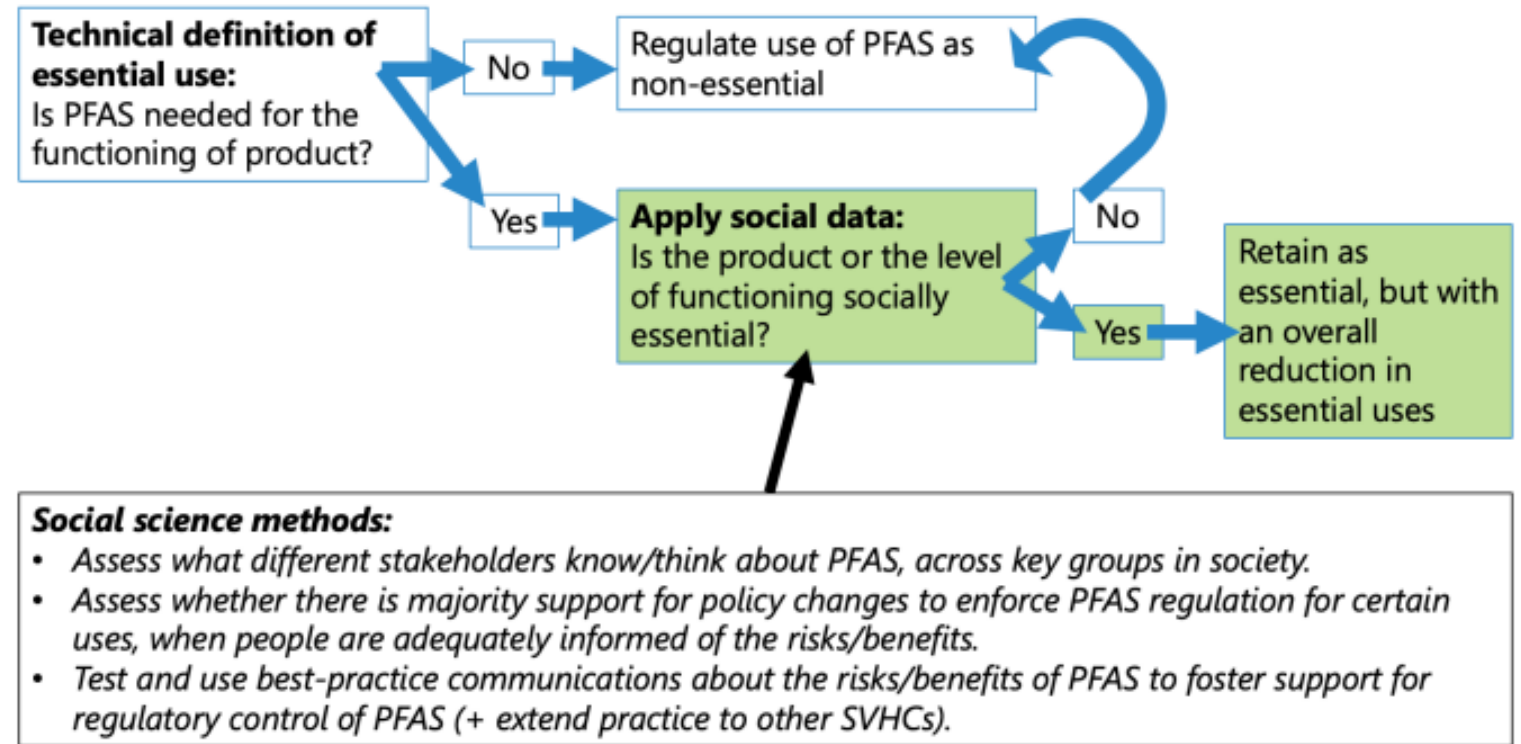 Technical definition of
essential use:
Is PFAS needed for the
functioning of product?
No
Regulate use of PFAS as
non-essential
Yes
Apply social data:
Is the product or the level
of functioning socially
essential?
No
Yes
Retain as
essential, but with
an overall
reduction in
essential uses
Social science methods:
• Assess what different stakeholders know/think about PFAS, across key groups in society.
• Assess whether there is majority support for policy changes to enforce PFAS regulation for certain
uses, when people are adequately informed of the risks/benefits.
• Test and use best-practice communications about the risks/benefits of PFAS to foster support for
regulatory control of PFAS (+ extend practice to other SVHCs).